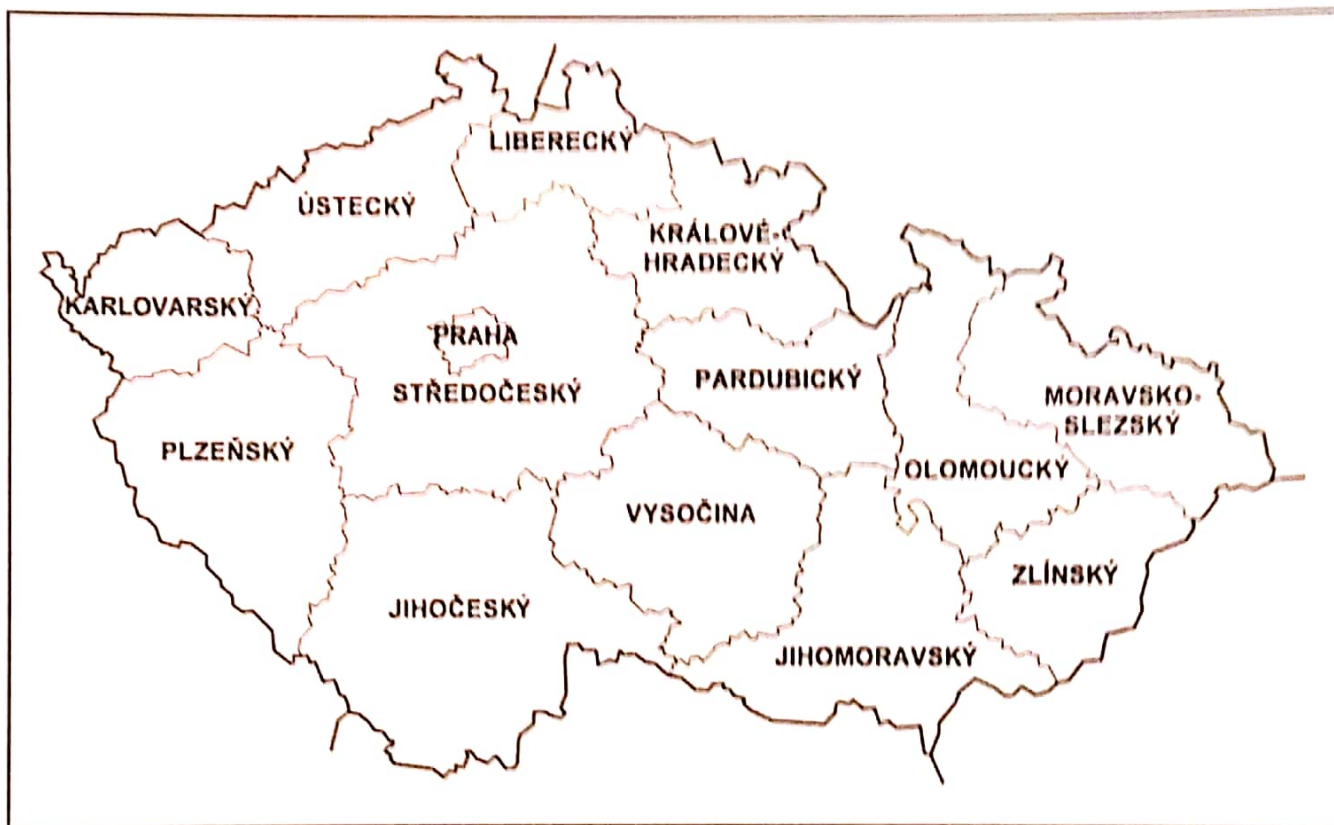 LIBERECKÝ
ÚSTECKÝ
KRÁLOVÉ-
HRADECKÝ
KARLOVARSKÝ
PRAHA
STŘEDOČESKÝ
PARDUBICKÝ
MORAVSKO-
SLEZSKÝ
PLZEŇSKÝ
OLOMOUCKÝ
VYSOČINA
ZLÍNSKÝ
JIHOČESKÝ
JIHOMORAVSKÝ